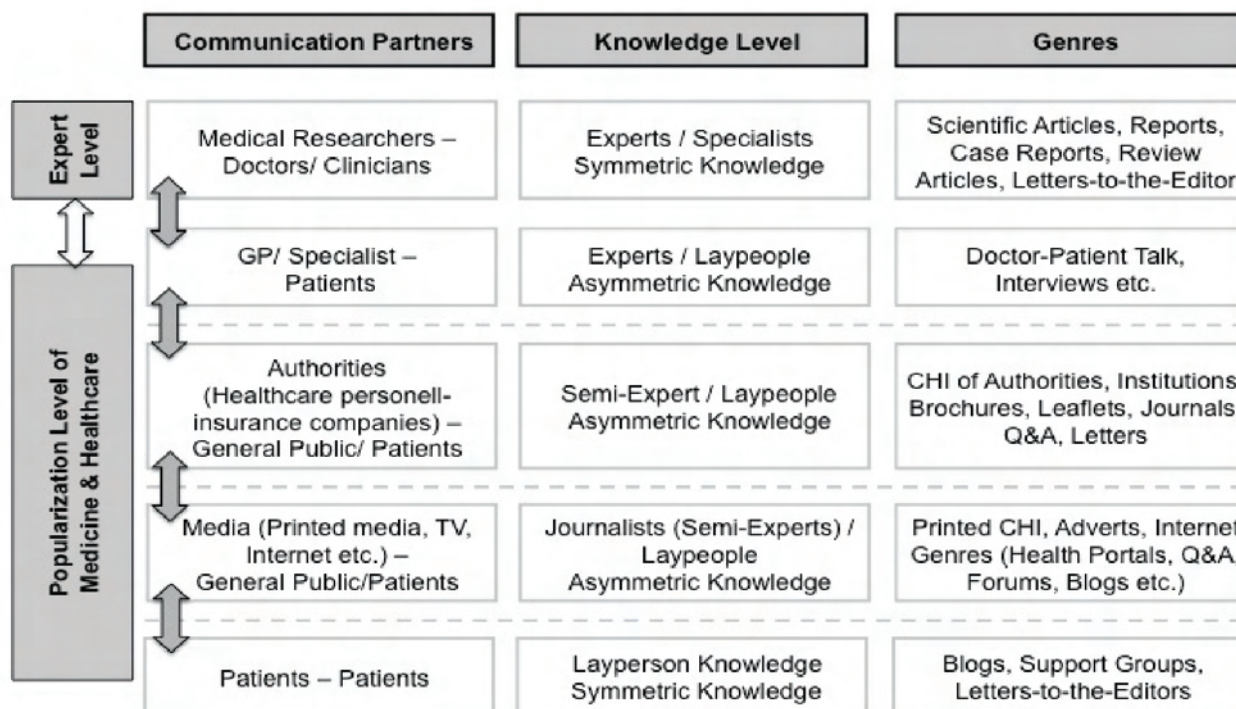 Communication Partners
Knowledge Level
Genres
Expert
Level
Medical Researchers –
Doctors/ Clinicians
Experts / Specialists
Symmetric Knowledge
Scientific Articles, Reports,
Case Reports, Review
Articles, Letters-to-the-Editor
Popularization Level of
Medicine & Healthcare
GP/ Specialist –
Patients
Experts / Laypeople
Asymmetric Knowledge
Doctor-Patient Talk,
Interviews etc.
Authorities
(Healthcare personell-
insurance companies) –
General Public/ Patients
Semi-Expert / Laypeople
Asymmetric Knowledge
CHI of Authorities, Institutions
Brochures, Leaflets, Journals
Q&A, Letters
Media (Printed media, TV,
Internet etc.) –
General Public/Patients
Journalists (Semi-Experts) /
Laypeople
Asymmetric Knowledge
Printed CHI, Adverts, Internet
Genres (Health Portals, Q&A,
Forums, Blogs etc.)
Patients – Patients
Layperson Knowledge
Symmetric Knowledge
Blogs, Support Groups,
Letters-to-the-Editors